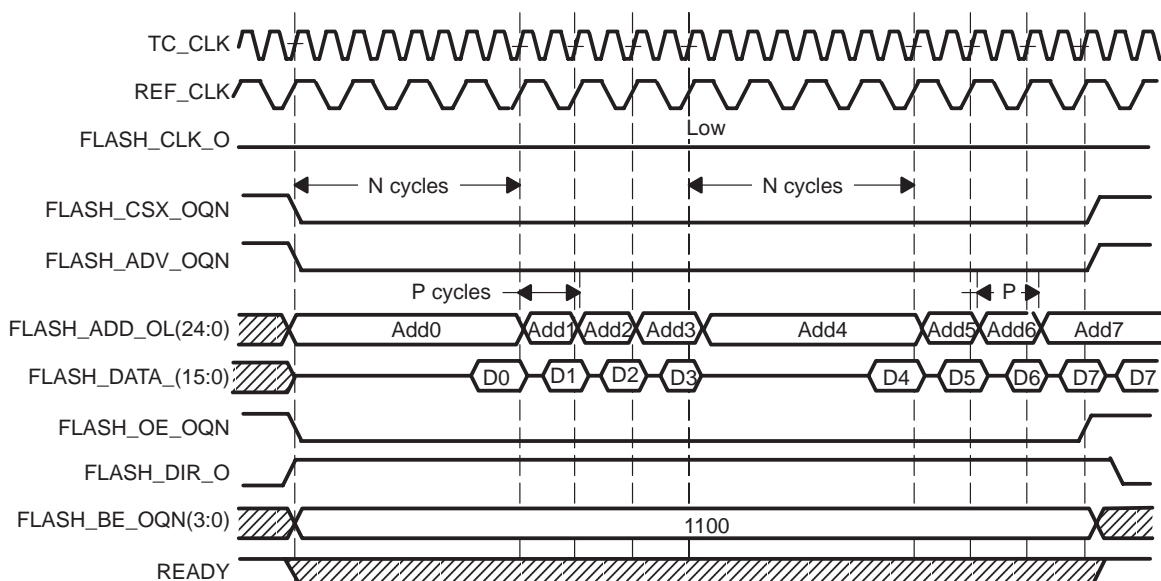 TC_CLK
REF_CLK
Low
FLASH_CLK_O
N cycles N cycles
FLASH_CSX_OQN
FLASH_ADV_OQN
P cycles P
FLASH_ADD_OL(24:0) Add0 Add1 Add2 Add3 Add4 Add5 Add6 Add7
FLASH_DATA_(15:0) D0 D1 D2 D3 D4 D5 D6 D7 D7
FLASH_OE_OQN
FLASH_DIR_O
FLASH_BE_OQN(3:0) 1100
READY